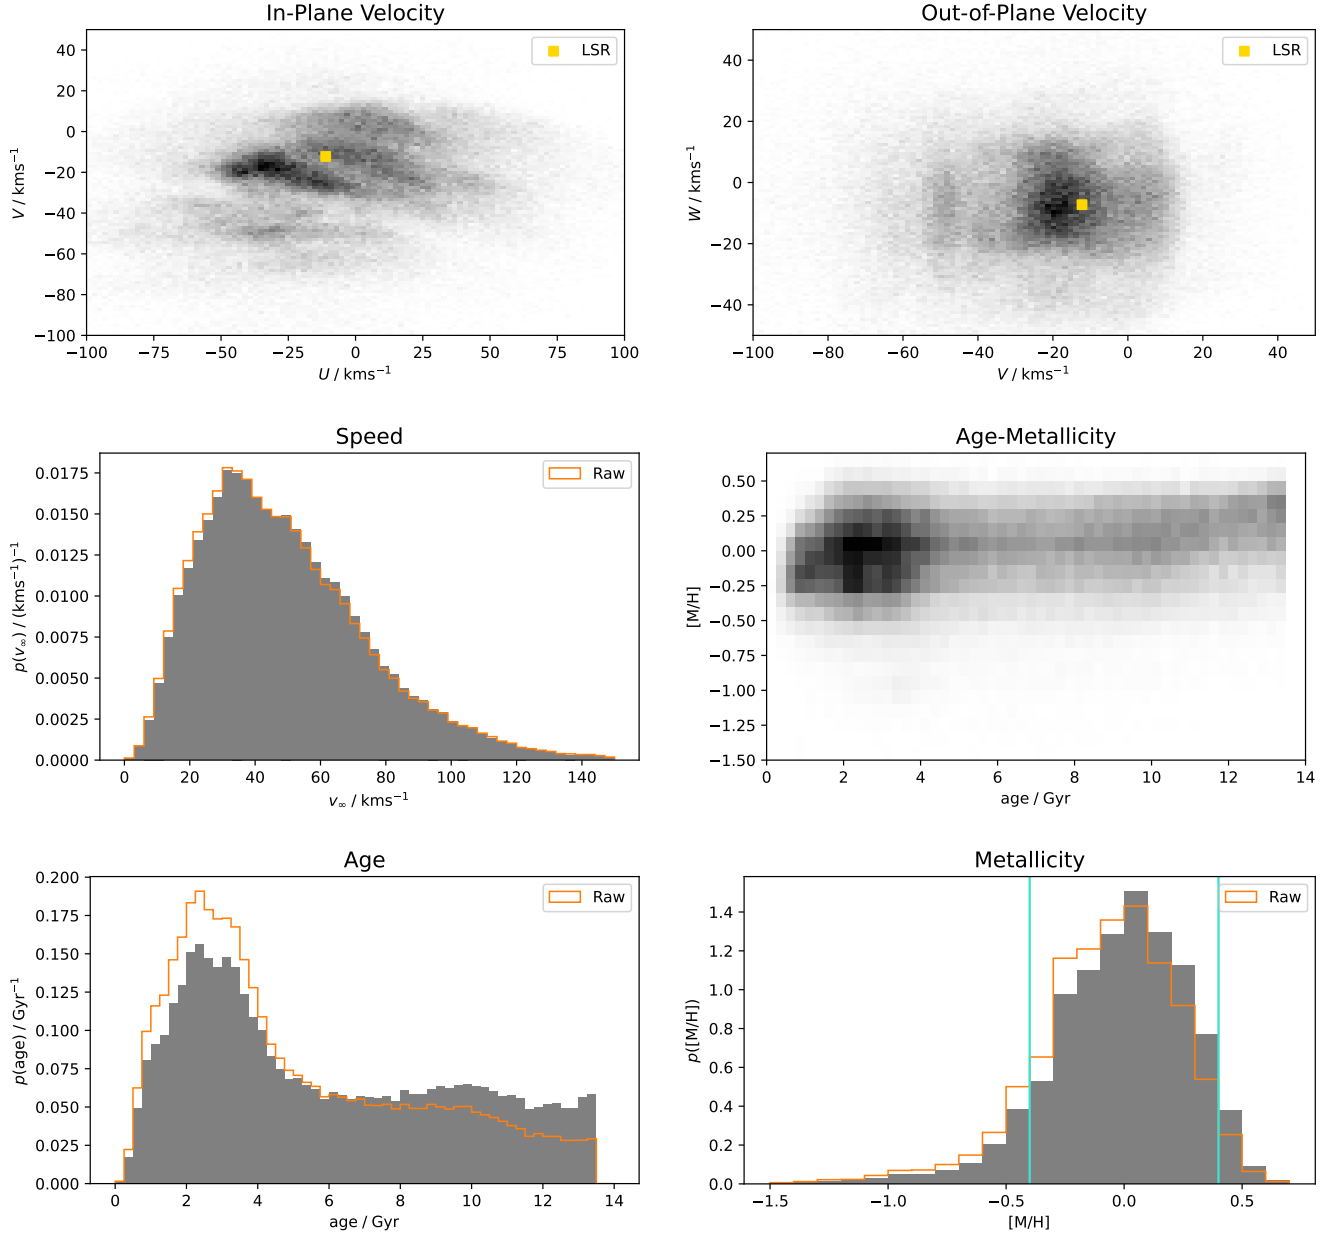 In-Plane Velocity
40
20
0
−20
−40
−60
−80
−100
V / kms⁻¹
LSR
−100 −75 −50 −25 0 25 50 75 100
U / kms⁻¹
Out-of-Plane Velocity
40
20
0
−20
−40
W / kms⁻¹
LSR
−100 −80 −60 −40 −20 0 20 40
V / kms⁻¹
Speed
0.0175
0.0150
0.0125
0.0100
0.0075
0.0050
0.0025
0.0000
p(v∞) / (kms⁻¹)⁻¹
Raw
0 20 40 60 80 100 120 140
v∞ / kms⁻¹
Age-Metallicity
0.50
0.25
0.00
−0.25
−0.50
−0.75
−1.00
−1.25
−1.50
[M/H]
0 2 4 6 8 10 12 14
age / Gyr
Age
0.200
0.175
0.150
0.125
0.100
0.075
0.050
0.025
0.000
p(age) / Gyr⁻¹
Raw
0 2 4 6 8 10 12 14
age / Gyr
Metallicity
1.4
1.2
1.0
0.8
0.6
0.4
0.2
0.0
p([M/H])
Raw
−1.5 −1.0 −0.5 0.0 0.5
[M/H]